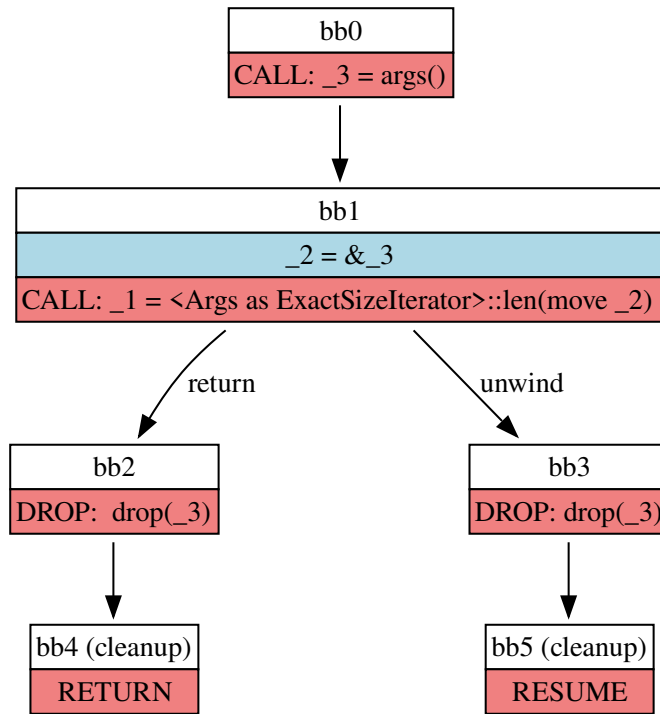 bb0
CALL: _3 = args()
bb1
_2 = &_3
CALL: _1 = <Args as ExactSizeIterator>::len(move _2)
return
unwind
bb2
DROP:  drop(_3)
bb3
DROP: drop(_3)
bb4 (cleanup)
RETURN
bb5 (cleanup)
RESUME